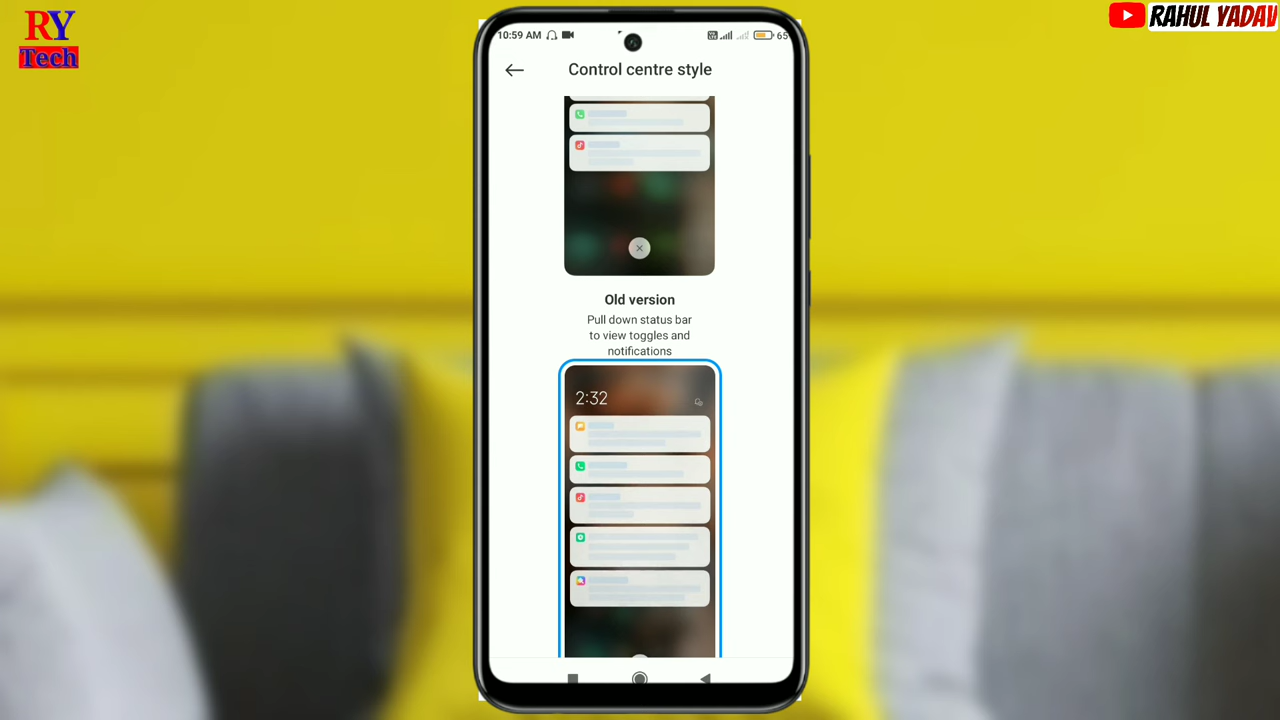 RY
Tech
RAHUL YADAV
10:59 AM
65
Control centre style
Old version
Pull down status bar
to view toggles and
notifications
2:32